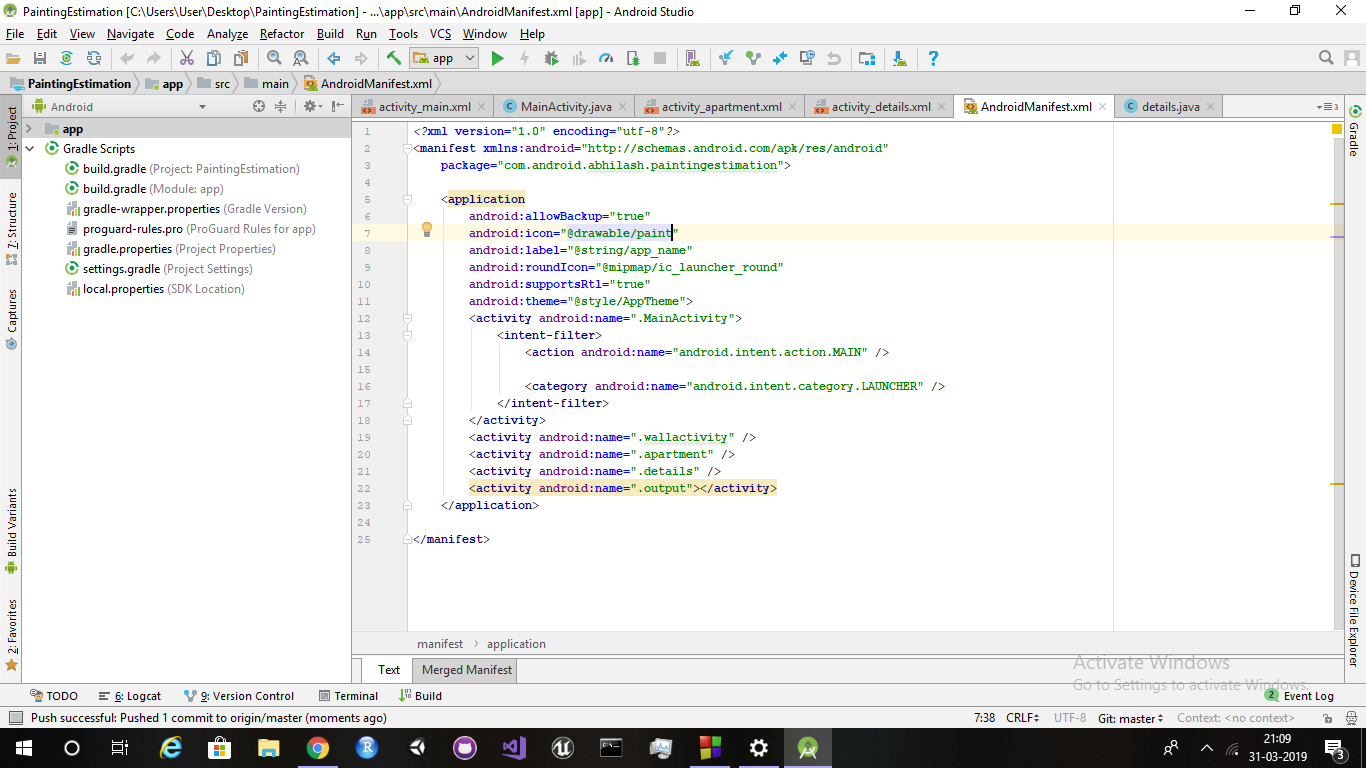 PaintingEstimation [C:\Users\User\Desktop\PaintingEstimation] - ...\app\src\main\AndroidManifest.xml [app] - Android Studio
File Edit View Navigate Code Analyze Refactor Build Run Tools VCS Window Help
app
PaintingEstimation app src main AndroidManifest.xml
1: Project
7: Structure
Captures
Build Variants
2: Favorites
Android
app
Gradle Scripts
build.gradle (Project: PaintingEstimation)
build.gradle (Module: app)
gradle-wrapper.properties (Gradle Version)
proguard-rules.pro (ProGuard Rules for app)
gradle.properties (Project Properties)
settings.gradle (Project Settings)
local.properties (SDK Location)
activity_main.xml MainActivity.java activity_apartment.xml activity_details.xml AndroidManifest.xml details.java 3
1 <?xml version="1.0" encoding="utf-8"?>
2 <manifest xmlns:android="http://schemas.android.com/apk/res/android"
3 package="com.android.abhilash.paintingestimation">
4
5 <application
6 android:allowBackup="true"
7 android:icon="@drawable/paint"
8 android:label="@string/app_name"
9 android:roundIcon="@mipmap/ic_launcher_round"
10 android:supportsRtl="true"
11 android:theme="@style/AppTheme">
12 <activity android:name=".MainActivity">
13 <intent-filter>
14 <action android:name="android.intent.action.MAIN" />
15
16 <category android:name="android.intent.category.LAUNCHER" />
17 </intent-filter>
18 </activity>
19 <activity android:name=".wallactivity" />
20 <activity android:name=".apartment" />
21 <activity android:name=".details" />
22 <activity android:name=".output"></activity>
23 </application>
24
25 </manifest>
manifest application
Text Merged Manifest
Gradle
Device File Explorer
Activate Windows
Go to Settings to activate Windows.
TODO 6: Logcat 9: Version Control Terminal Build 2 Event Log
Push successful: Pushed 1 commit to origin/master (moments ago) 7:38 CRLF UTF-8 Git: master Context: <no context>
21:09
31-03-2019
3